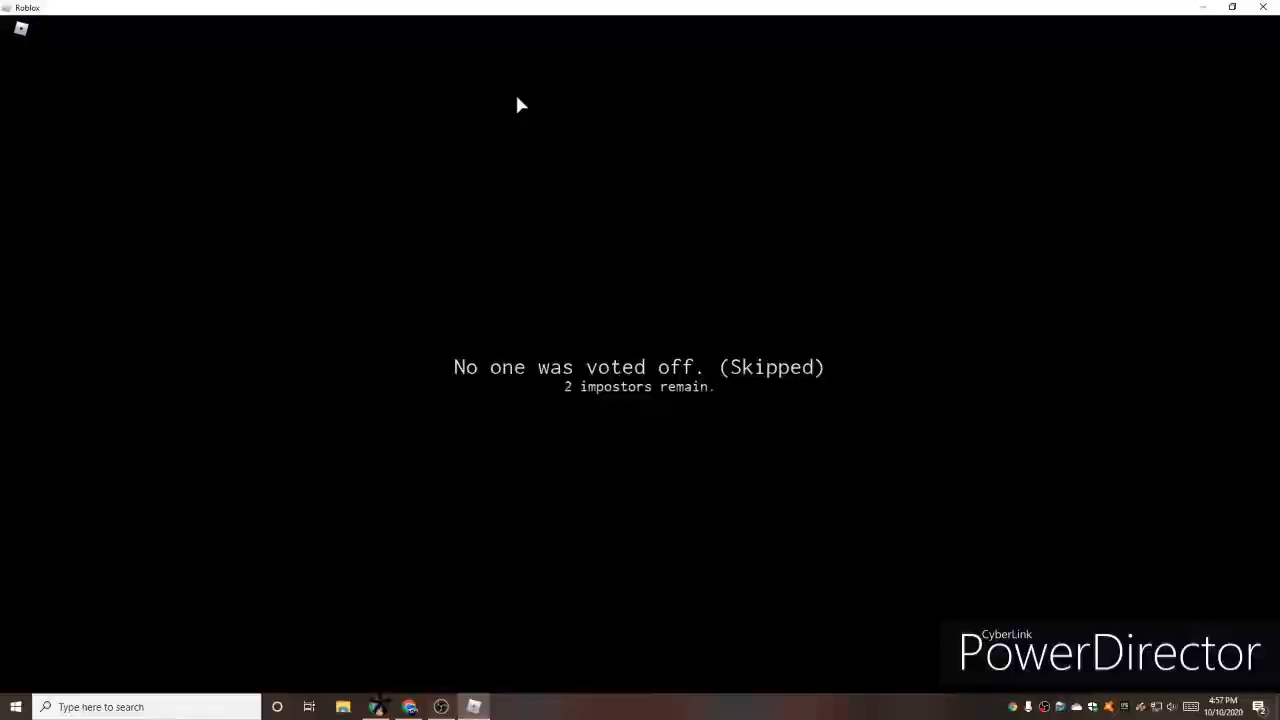 Roblox
No one was voted off. (Skipped)
2 impostors remain.
CyberLink
PowerDirector
Type here to search
4:57 PM
10/10/2020